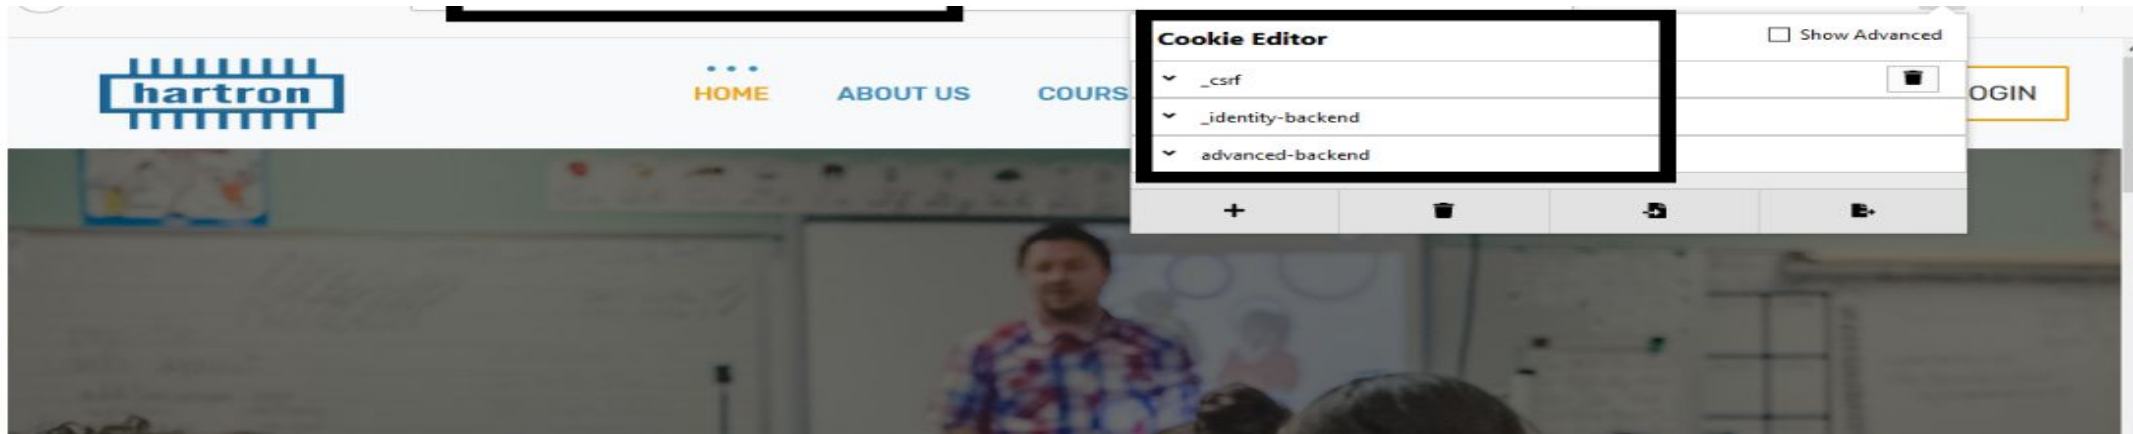 Cookie Editor
Show Advanced
_csrf
_identity-backend
advanced-backend
hartron
HOME
ABOUT US
COURS
OGIN